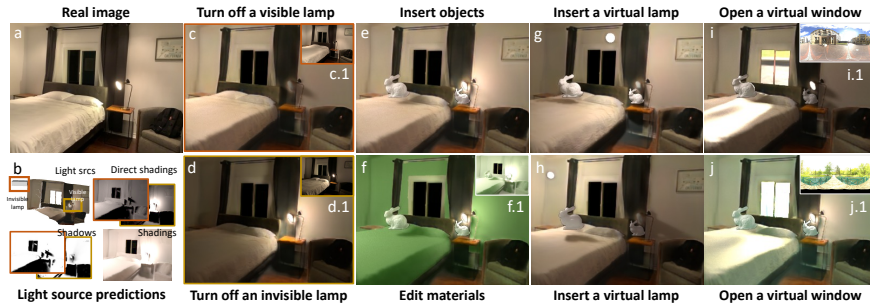 Real image
Turn off a visible lamp
Insert objects
Insert a virtual lamp
Open a virtual window
a
c
c.1
e
g
i
i.1
b
Light srcs
Direct shadings
Invisible
lamp
Visible
lamp
Shadows
Shadings
d
d.1
f
f.1
h
j
j.1
Light source predictions
Turn off an invisible lamp
Edit materials
Insert a virtual lamp
Open a virtual window